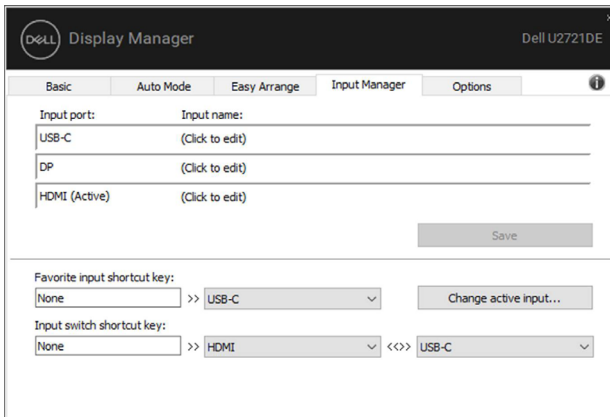 DELL Display Manager Dell U2721DE
Basic Auto Mode Easy Arrange Input Manager Options
Input port: Input name:
USB-C (Click to edit)
DP (Click to edit)
HDMI (Active) (Click to edit)
Save
Favorite input shortcut key:
None >> USB-C Change active input...
Input switch shortcut key:
None >> HDMI <<>> USB-C